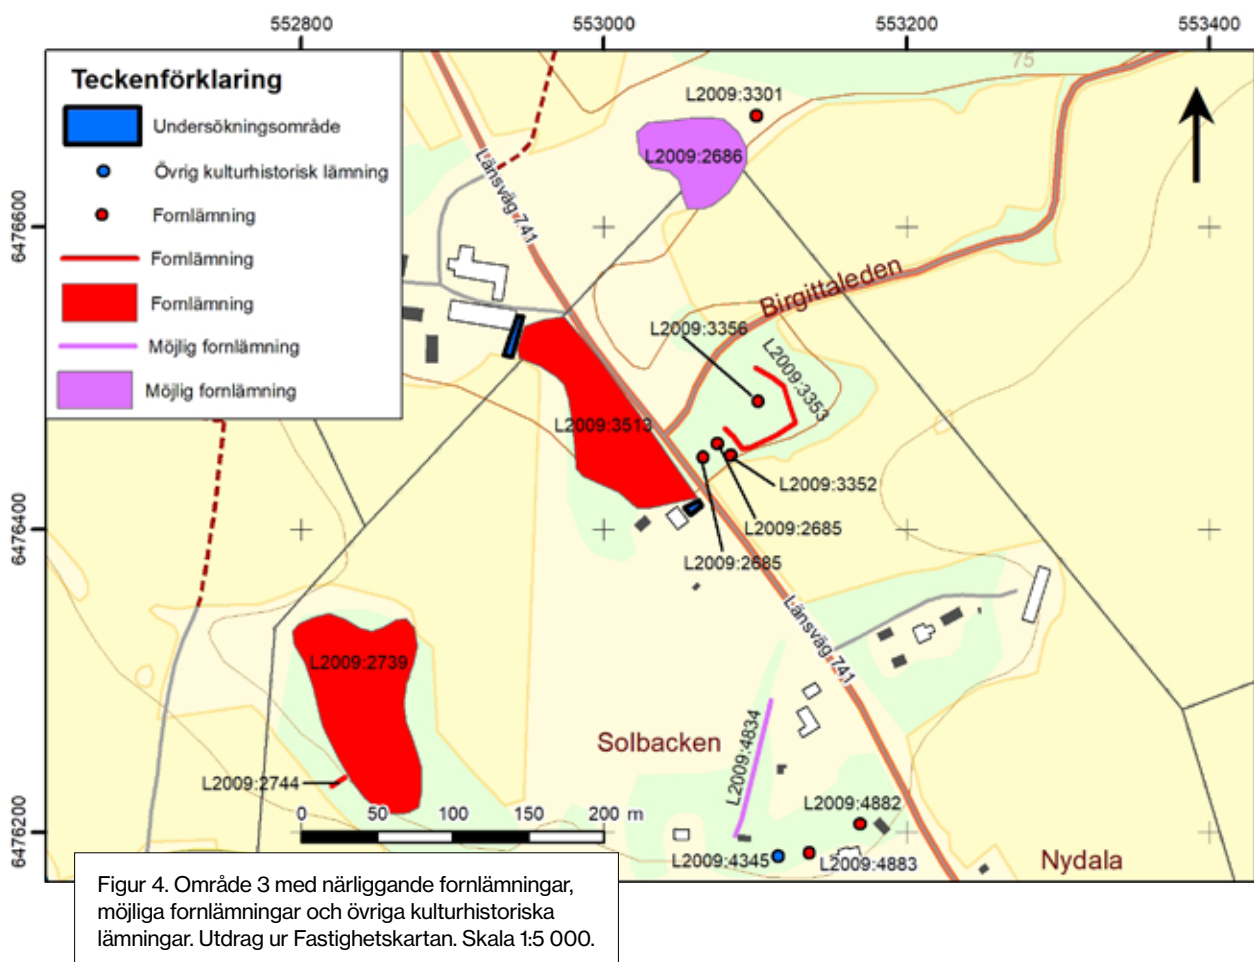 552800
553000
553200
553400
75
Teckenförklaring
Undersökningsområde
Övrig kulturhistorisk lämning
Fornlämning
Fornlämning
Fornlämning
Möjlig fornlämning
Möjlig fornlämning
6476600
6476400
6476200
L2009:3301
L2009:2686
Länsväg 741
Birgittaleden
L2009:3356
L2009:3353
L2009:3513
L2009:3352
L2009:2685
L2009:2685
Länsväg 741
L2009:2739
Solbacken
L2009:4834
L2009:2744
0 50 100 150 200 m
L2009:4882
L2009:4345
L2009:4883
Nydala
Figur 4. Område 3 med närliggande fornlämningar,
möjliga fornlämningar och övriga kulturhistoriska
lämningar. Utdrag ur Fastighetskartan. Skala 1:5 000.